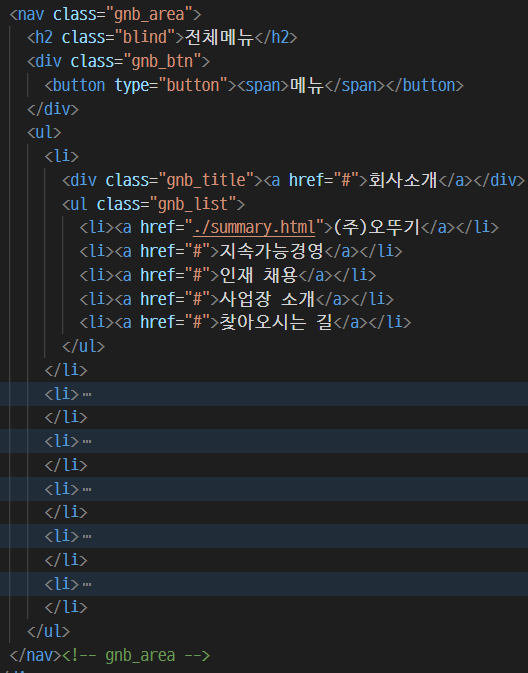 <nav class="gnb_area">
<h2 class="blind">전체메뉴</h2>
<div class="gnb_btn">
<button type="button"><span>메뉴</span></button>
</div>
<ul>
<li>
<div class="gnb_title"><a href="#">회사소개</a></div>
<ul class="gnb_list">
<li><a href="./summary.html">(주)오뚜기</a></li>
<li><a href="#">지속가능경영</a></li>
<li><a href="#">인재 채용</a></li>
<li><a href="#">사업장 소개</a></li>
<li><a href="#">찾아오시는 길</a></li>
</ul>
</li>
<li>⋯
</li>
<li>⋯
</li>
<li>⋯
</li>
<li>⋯
</li>
<li>⋯
</li>
</ul>
</nav><!-- gnb_area -->